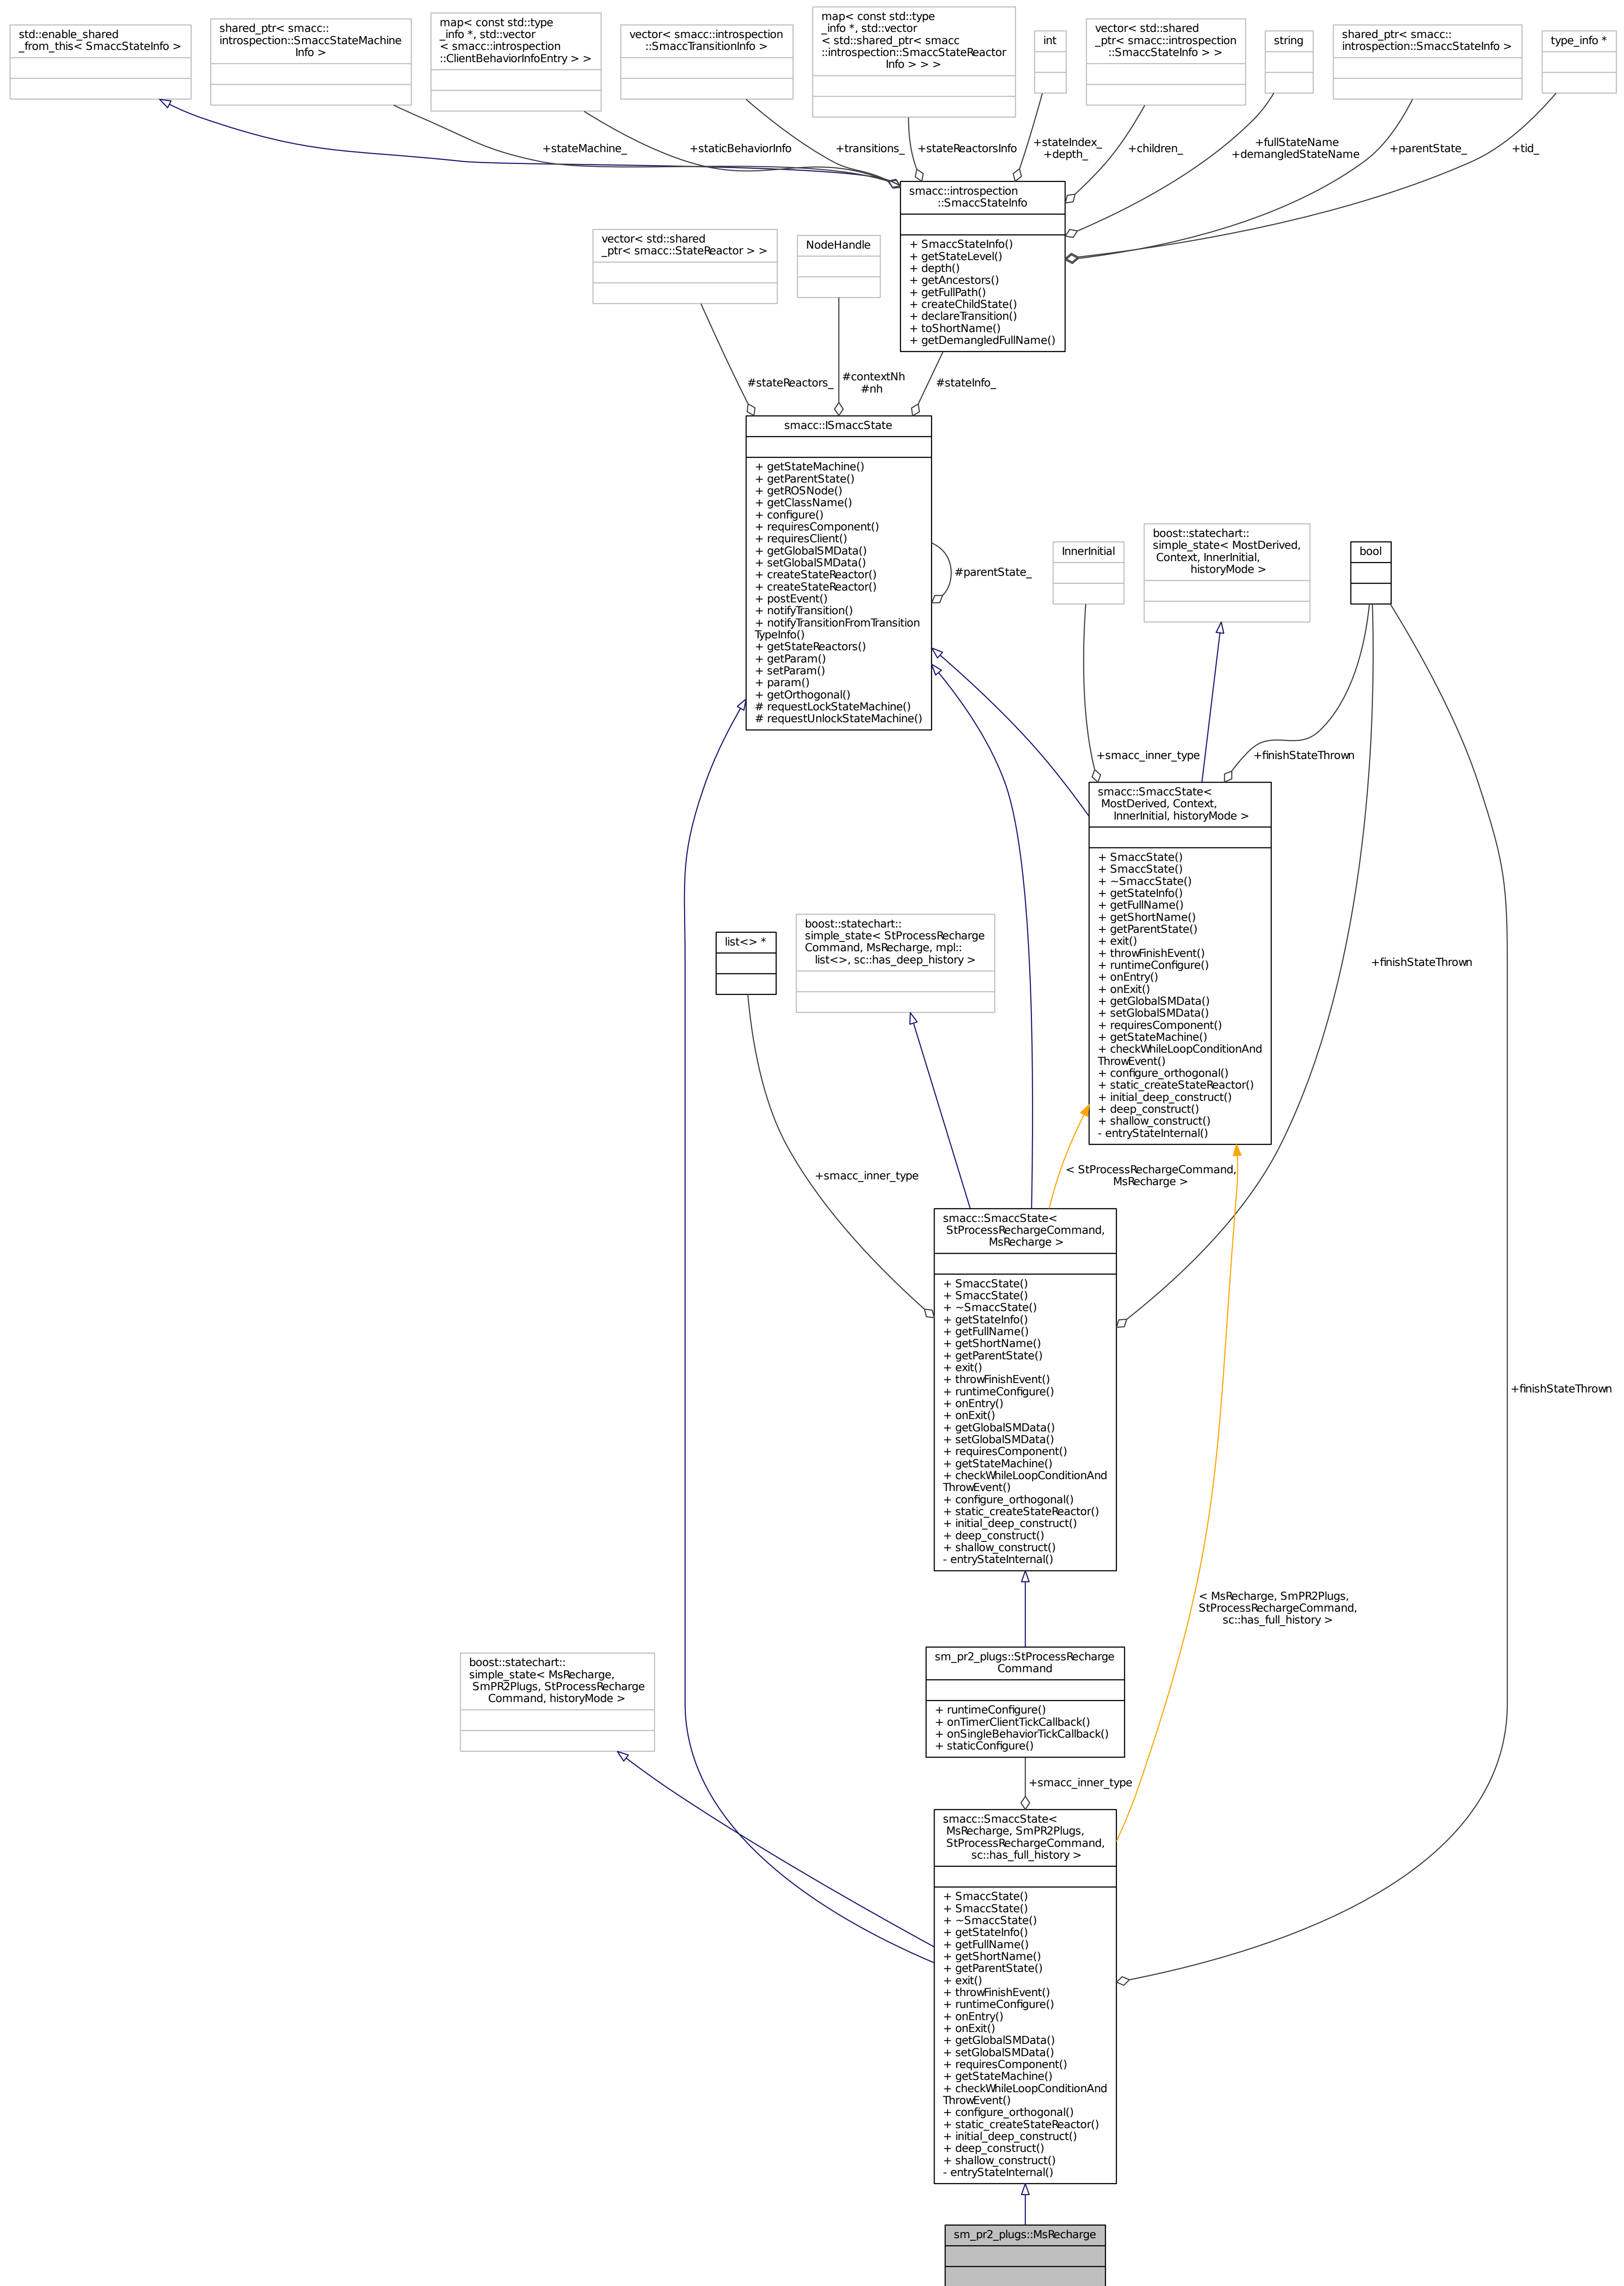 std::enable_shared
_from_this< SmaccStateInfo >
shared_ptr< smacc::
introspection::SmaccStateMachine
Info >
map< const std::type
_info *, std::vector
< smacc::introspection
::ClientBehaviorInfoEntry > >
vector< smacc::introspection
::SmaccTransitionInfo >
map< const std::type
_info *, std::vector
< std::shared_ptr< smacc
::introspection::SmaccStateReactor
Info > > >
int
vector< std::shared
_ptr< smacc::introspection
::SmaccStateInfo > >
string
shared_ptr< smacc::
introspection::SmaccStateInfo >
type_info *
+stateMachine_
+staticBehaviorInfo
+transitions_
+stateReactorsInfo
+stateIndex_
+depth_
+children_
+fullStateName
+demangledStateName
+parentState_
+tid_
smacc::introspection
::SmaccStateInfo
+ SmaccStateInfo()
+ getStateLevel()
+ depth()
+ getAncestors()
+ getFullPath()
+ createChildState()
+ declareTransition()
+ toShortName()
+ getDemangledFullName()
vector< std::shared
_ptr< smacc::StateReactor > >
NodeHandle
#stateReactors_
#contextNh
#nh
#stateInfo_
smacc::ISmaccState
+ getStateMachine()
+ getParentState()
+ getROSNode()
+ getClassName()
+ configure()
+ requiresComponent()
+ requiresClient()
+ getGlobalSMData()
+ setGlobalSMData()
+ createStateReactor()
+ createStateReactor()
+ postEvent()
+ notifyTransition()
+ notifyTransitionFromTransition
TypeInfo()
+ getStateReactors()
+ getParam()
+ setParam()
+ param()
+ getOrthogonal()
# requestLockStateMachine()
# requestUnlockStateMachine()
#parentState_
InnerInitial
boost::statechart::
simple_state< MostDerived,
Context, InnerInitial,
historyMode >
bool
+smacc_inner_type
+finishStateThrown
smacc::SmaccState<
MostDerived, Context,
InnerInitial, historyMode >
+ SmaccState()
+ SmaccState()
+ ~SmaccState()
+ getStateInfo()
+ getFullName()
+ getShortName()
+ getParentState()
+ exit()
+ throwFinishEvent()
+ runtimeConfigure()
+ onEntry()
+ onExit()
+ getGlobalSMData()
+ setGlobalSMData()
+ requiresComponent()
+ getStateMachine()
+ checkWhileLoopConditionAnd
ThrowEvent()
+ configure_orthogonal()
+ static_createStateReactor()
+ initial_deep_construct()
+ deep_construct()
+ shallow_construct()
- entryStateInternal()
list<> *
boost::statechart::
simple_state< StProcessRecharge
Command, MsRecharge, mpl::
list<>, sc::has_deep_history >
+finishStateThrown
+smacc_inner_type
< StProcessRechargeCommand,
MsRecharge >
smacc::SmaccState<
StProcessRechargeCommand,
MsRecharge >
+ SmaccState()
+ SmaccState()
+ ~SmaccState()
+ getStateInfo()
+ getFullName()
+ getShortName()
+ getParentState()
+ exit()
+ throwFinishEvent()
+ runtimeConfigure()
+ onEntry()
+ onExit()
+ getGlobalSMData()
+ setGlobalSMData()
+ requiresComponent()
+ getStateMachine()
+ checkWhileLoopConditionAnd
ThrowEvent()
+ configure_orthogonal()
+ static_createStateReactor()
+ initial_deep_construct()
+ deep_construct()
+ shallow_construct()
- entryStateInternal()
+finishStateThrown
< MsRecharge, SmPR2Plugs,
StProcessRechargeCommand,
sc::has_full_history >
boost::statechart::
simple_state< MsRecharge,
SmPR2Plugs, StProcessRecharge
Command, historyMode >
sm_pr2_plugs::StProcessRecharge
Command
+ runtimeConfigure()
+ onTimerClientTickCallback()
+ onSingleBehaviorTickCallback()
+ staticConfigure()
+smacc_inner_type
smacc::SmaccState<
MsRecharge, SmPR2Plugs,
StProcessRechargeCommand,
sc::has_full_history >
+ SmaccState()
+ SmaccState()
+ ~SmaccState()
+ getStateInfo()
+ getFullName()
+ getShortName()
+ getParentState()
+ exit()
+ throwFinishEvent()
+ runtimeConfigure()
+ onEntry()
+ onExit()
+ getGlobalSMData()
+ setGlobalSMData()
+ requiresComponent()
+ getStateMachine()
+ checkWhileLoopConditionAnd
ThrowEvent()
+ configure_orthogonal()
+ static_createStateReactor()
+ initial_deep_construct()
+ deep_construct()
+ shallow_construct()
- entryStateInternal()
sm_pr2_plugs::MsRecharge